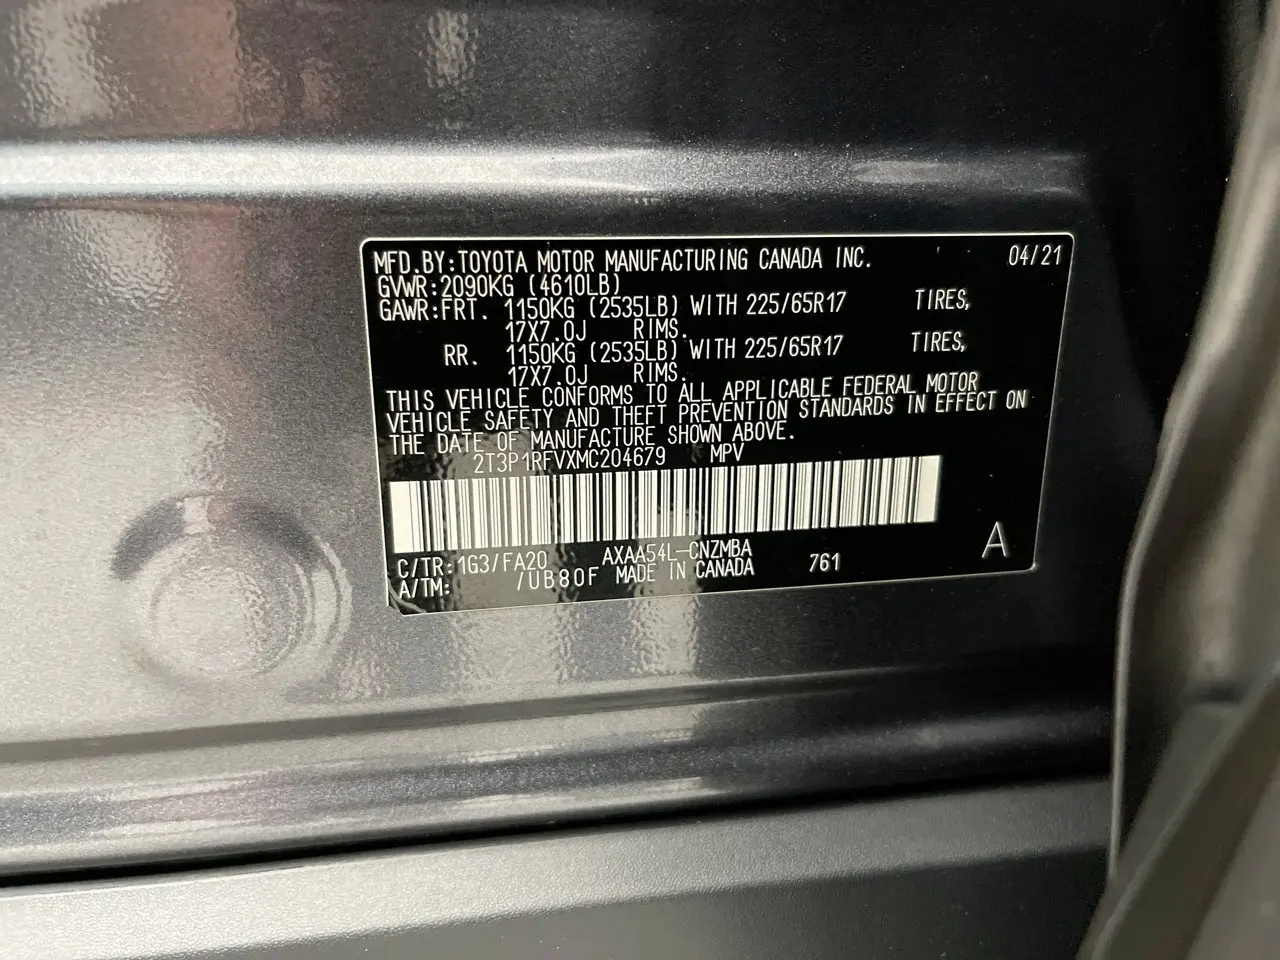 MFD.BY:TOYOTA MOTOR MANUFACTURING CANADA INC. 04/21
GVWR:2090KG (4610LB)
GAWR:FRT. 1150KG (2535LB) WITH 225/65R17 TIRES,
17X7.0J RIMS.
RR. 1150KG (2535LB) WITH 225/65R17 TIRES,
17X7.0J RIMS.
THIS VEHICLE CONFORMS TO ALL APPLICABLE FEDERAL MOTOR
VEHICLE SAFETY AND THEFT PREVENTION STANDARDS IN EFFECT ON
THE DATE OF MANUFACTURE SHOWN ABOVE.
2T3P1RFVXMC204679 MPV
C/TR:1G3/FA20 AXAA54L-CNZMBA
A/TM: /UB80F MADE IN CANADA 761
A